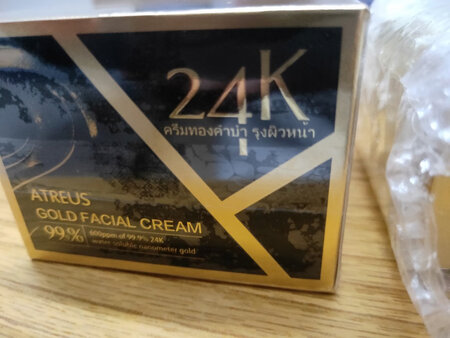 24K
ครีมทองคำบำ รุงผิวหน้า
ATREUS
GOLD FACIAL CREAM
99.%
600ppm of 99.9% 24K
water soluble nanometer gold